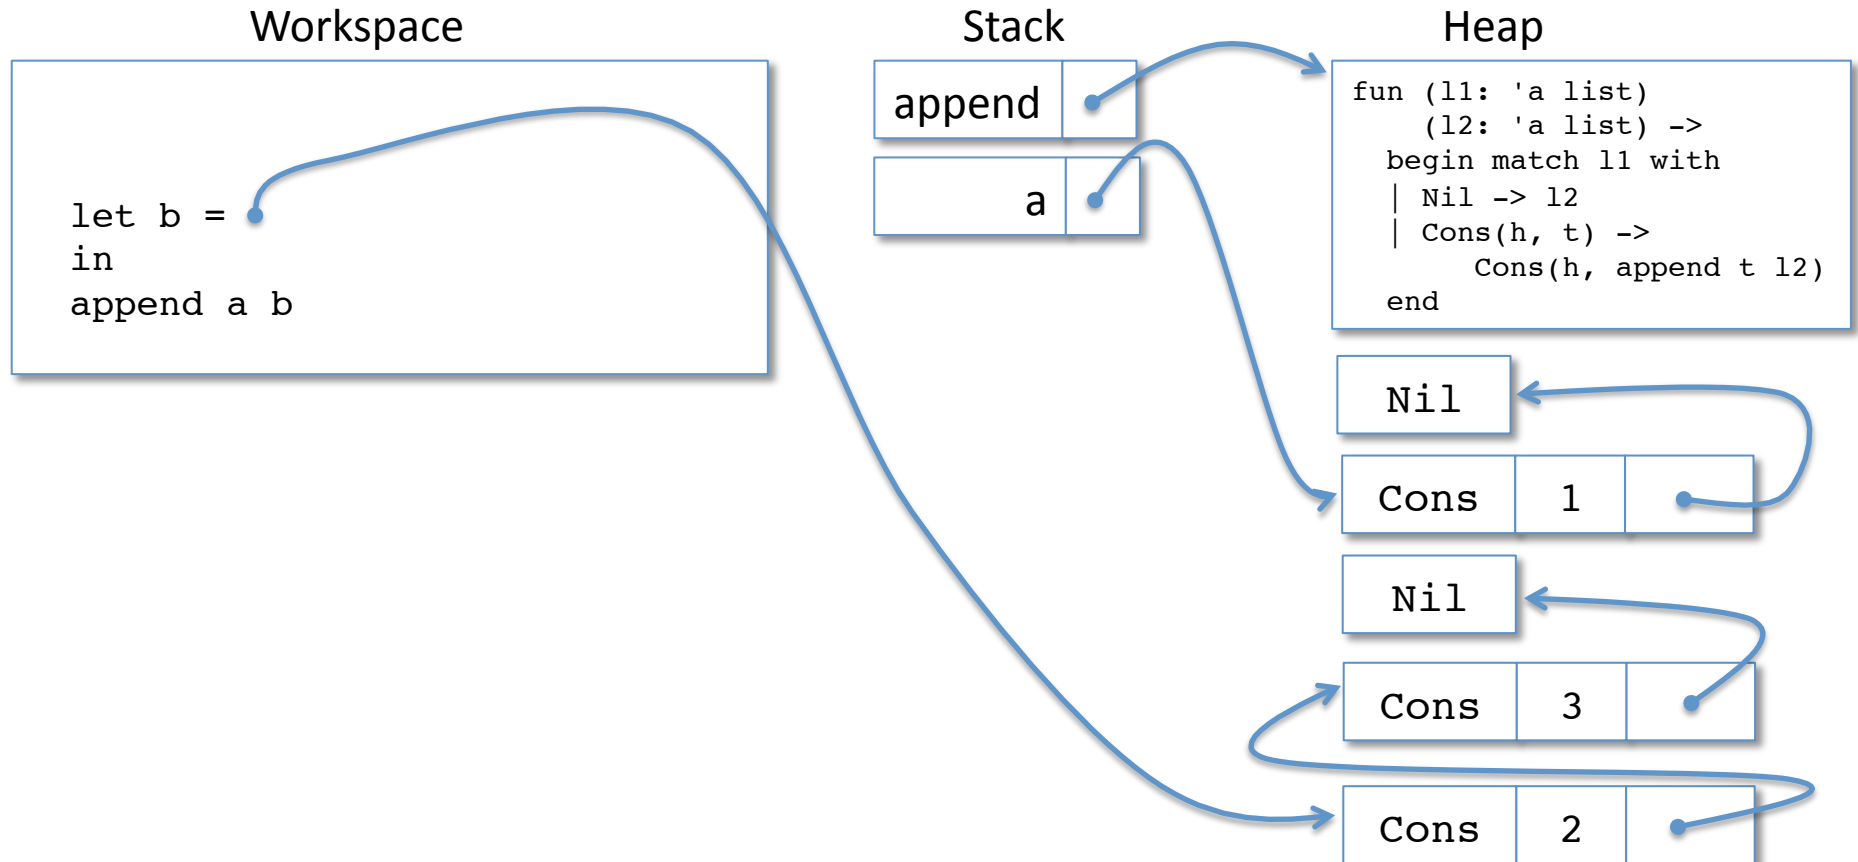 Workspace
Stack
Heap
let b =
in
append a b
append
a
fun (l1: 'a list)
(l2: 'a list) ->
begin match l1 with
| Nil -> l2
| Cons(h, t) ->
Cons(h, append t l2)
end
Nil
Cons 1
Nil
Cons 3
Cons 2